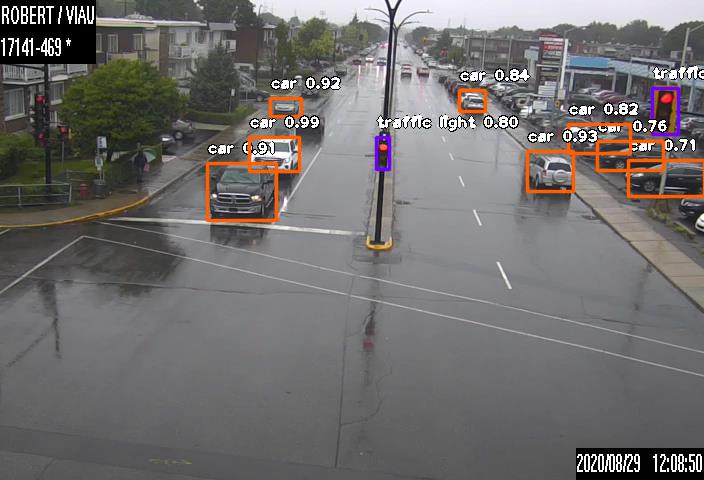 ROBERT / VIAU
17141-469 *
car 0.92
car 0.84
traffic
car 0.99
traffic light 0.80
car 0.82
car 0.76
car 0.93
car 0.71
car 0.91
2020/08/29 12:08:50